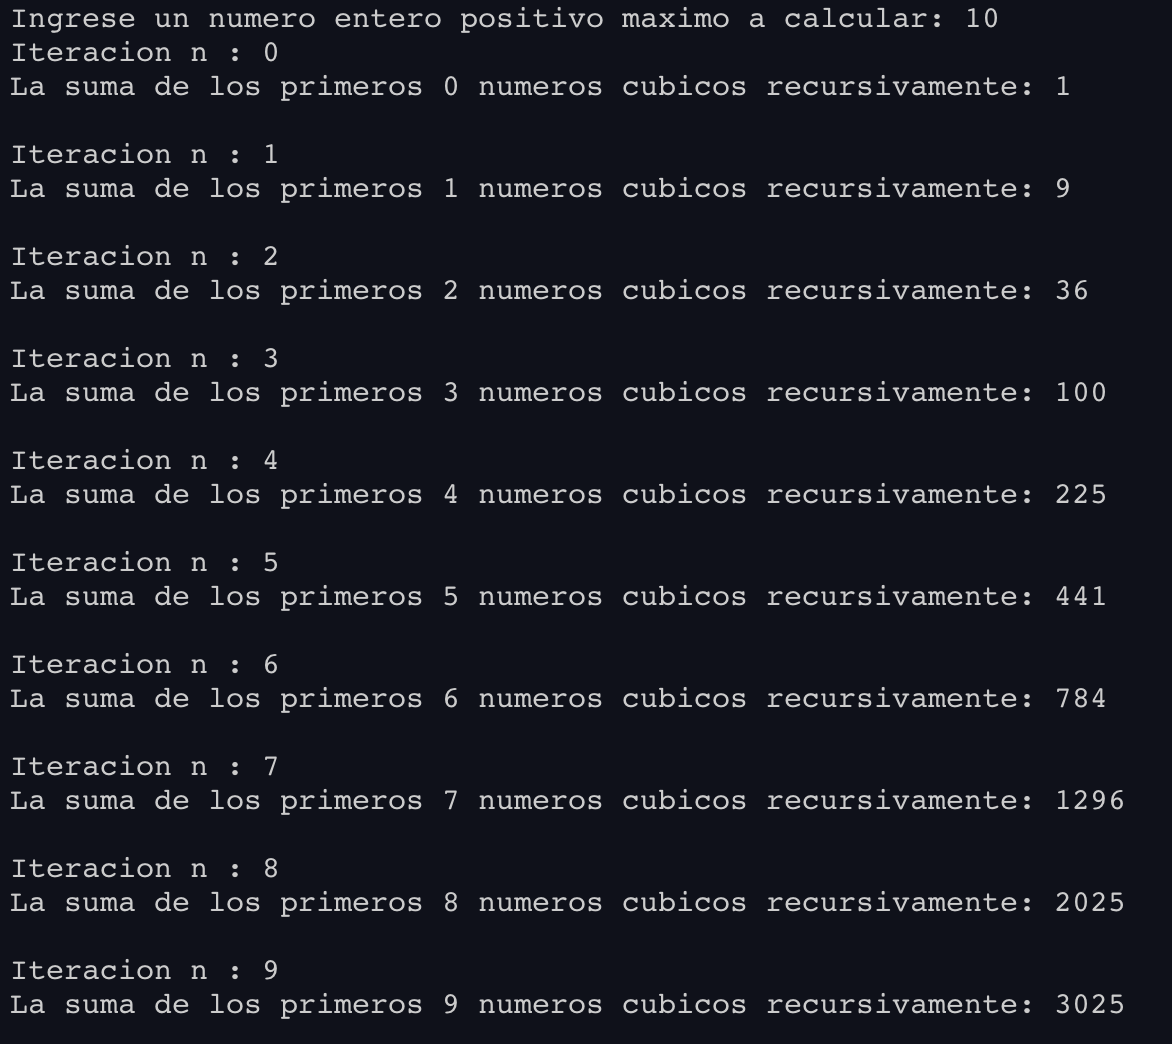 Ingrese un numero entero positivo maximo a calcular: 10
Iteracion n : 0
La suma de los primeros 0 numeros cubicos recursivamente: 1
Iteracion n : 1
La suma de los primeros 1 numeros cubicos recursivamente: 9
Iteracion n : 2
La suma de los primeros 2 numeros cubicos recursivamente: 36
Iteracion n : 3
La suma de los primeros 3 numeros cubicos recursivamente: 100
Iteracion n : 4
La suma de los primeros 4 numeros cubicos recursivamente: 225
Iteracion n : 5
La suma de los primeros 5 numeros cubicos recursivamente: 441
Iteracion n : 6
La suma de los primeros 6 numeros cubicos recursivamente: 784
Iteracion n : 7
La suma de los primeros 7 numeros cubicos recursivamente: 1296
Iteracion n : 8
La suma de los primeros 8 numeros cubicos recursivamente: 2025
Iteracion n : 9
La suma de los primeros 9 numeros cubicos recursivamente: 3025